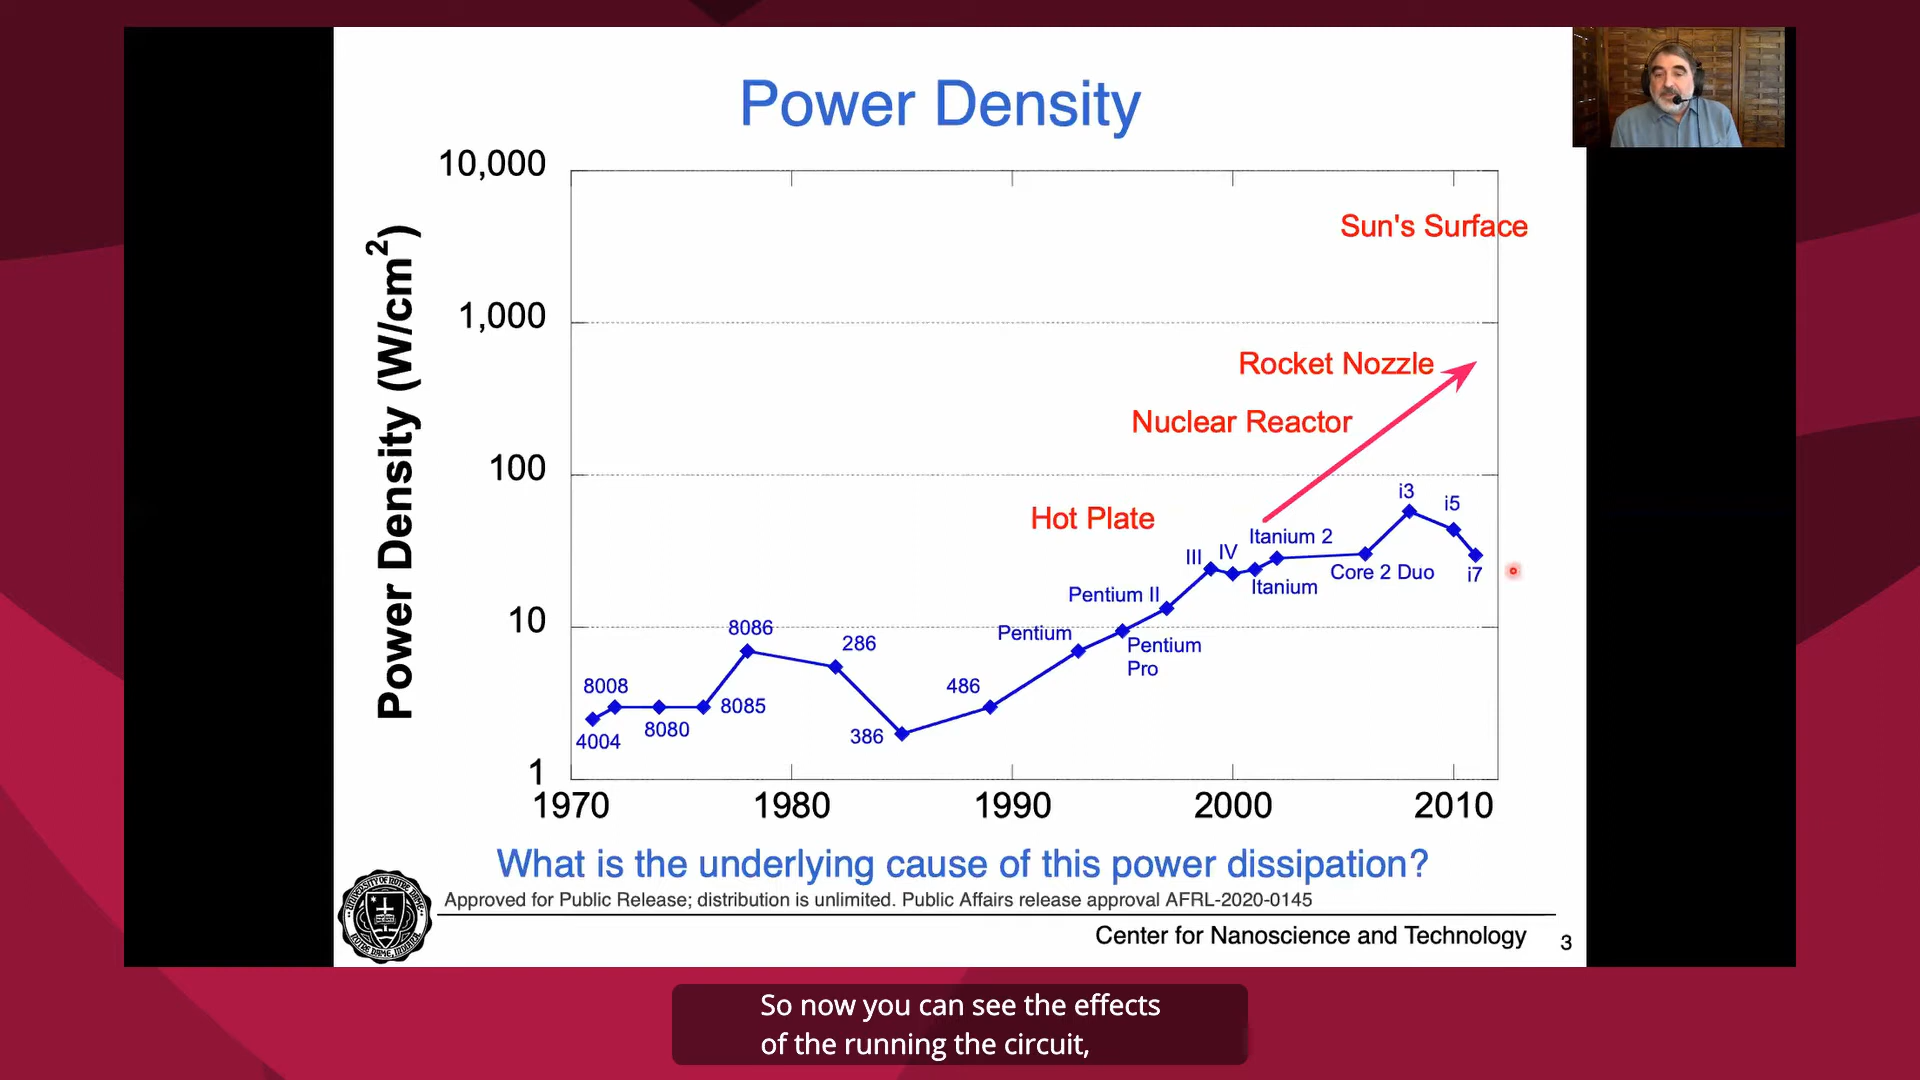 Power Density
10,000
1,000
100
10
1
Power Density (W/cm²)
1970
1980
1990
2000
2010
Sun's Surface
Rocket Nozzle
Nuclear Reactor
Hot Plate
4004
8008
8080
8085
8086
286
386
486
Pentium
Pentium
Pro
Pentium II
III
IV
Itanium
Itanium 2
Core 2 Duo
i3
i5
i7
What is the underlying cause of this power dissipation?
Approved for Public Release; distribution is unlimited. Public Affairs release approval AFRL-2020-0145
Center for Nanoscience and Technology
3
So now you can see the effects
of the running the circuit,